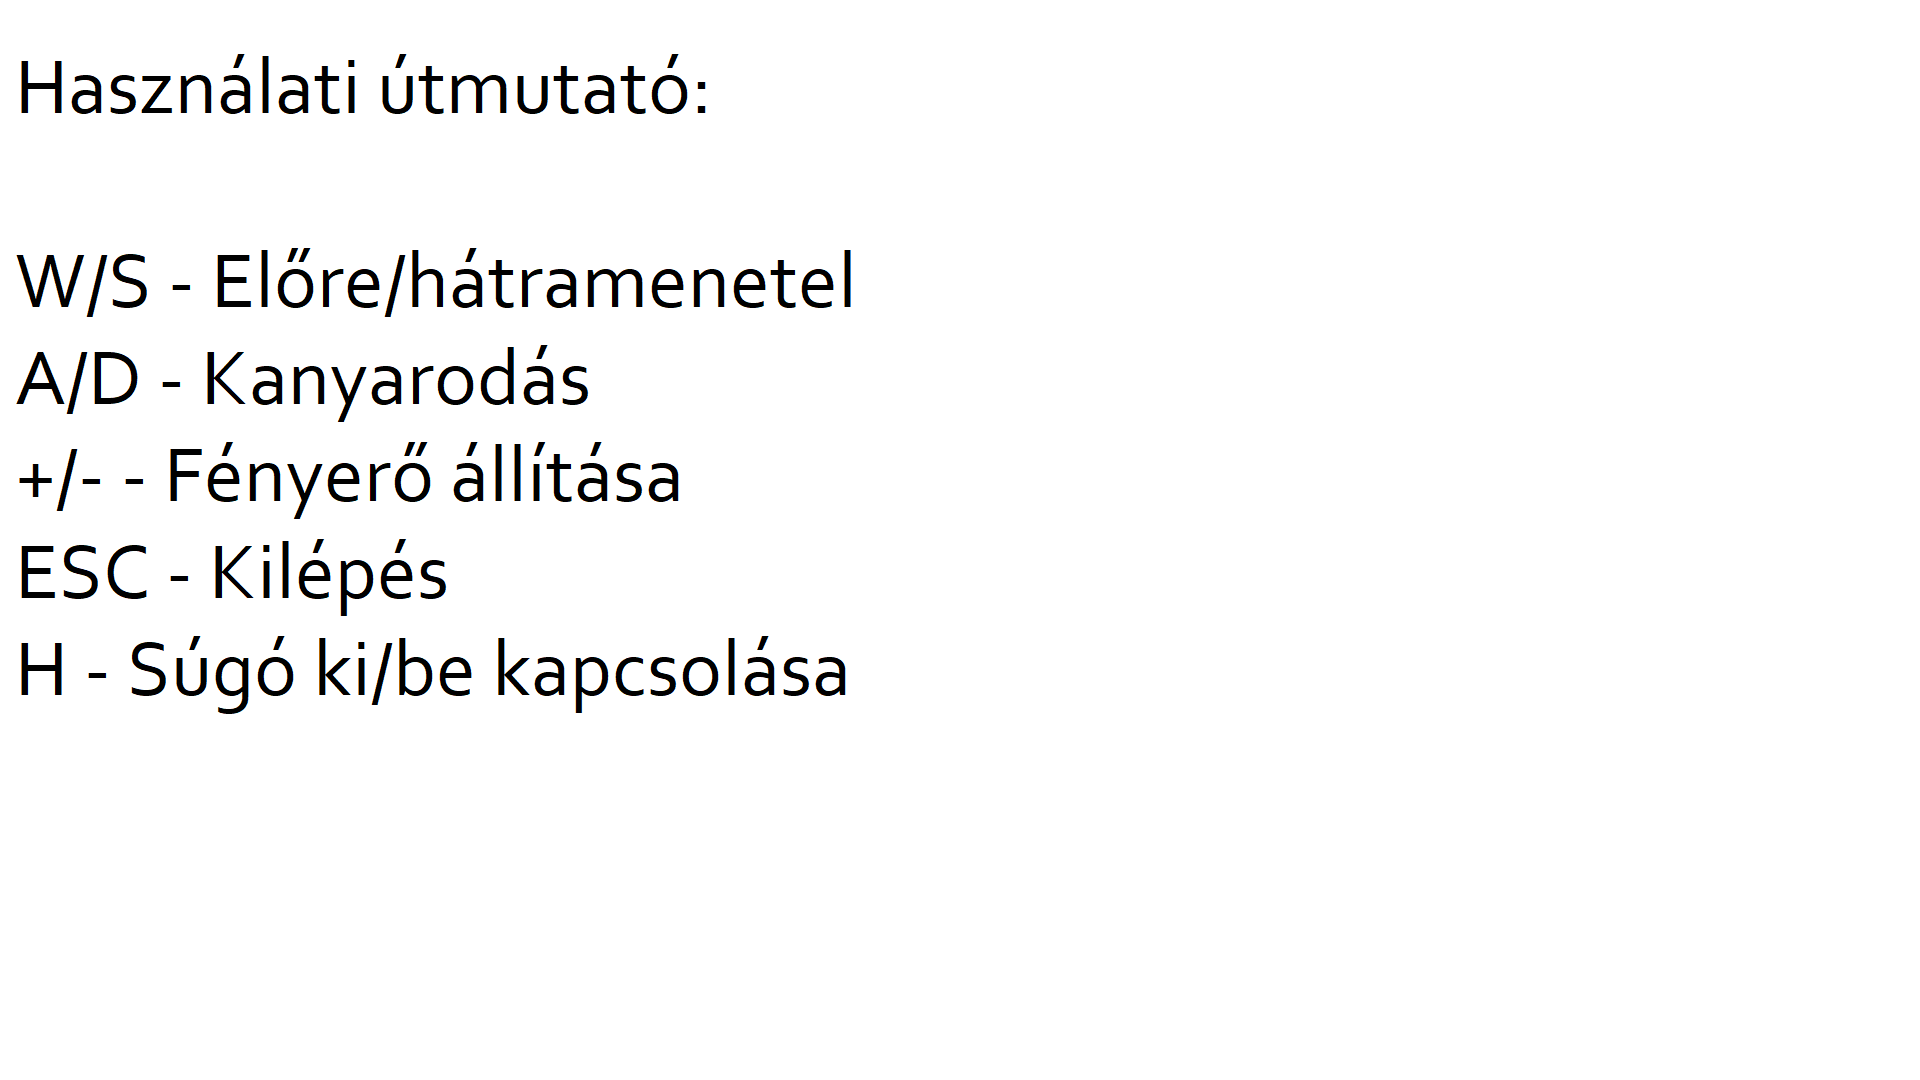 Használati útmutató:
W/S - Előre/hátramenetel
A/D - Kanyarodás
+/- - Fényerő állítása
ESC - Kilépés
H - Súgó ki/be kapcsolása